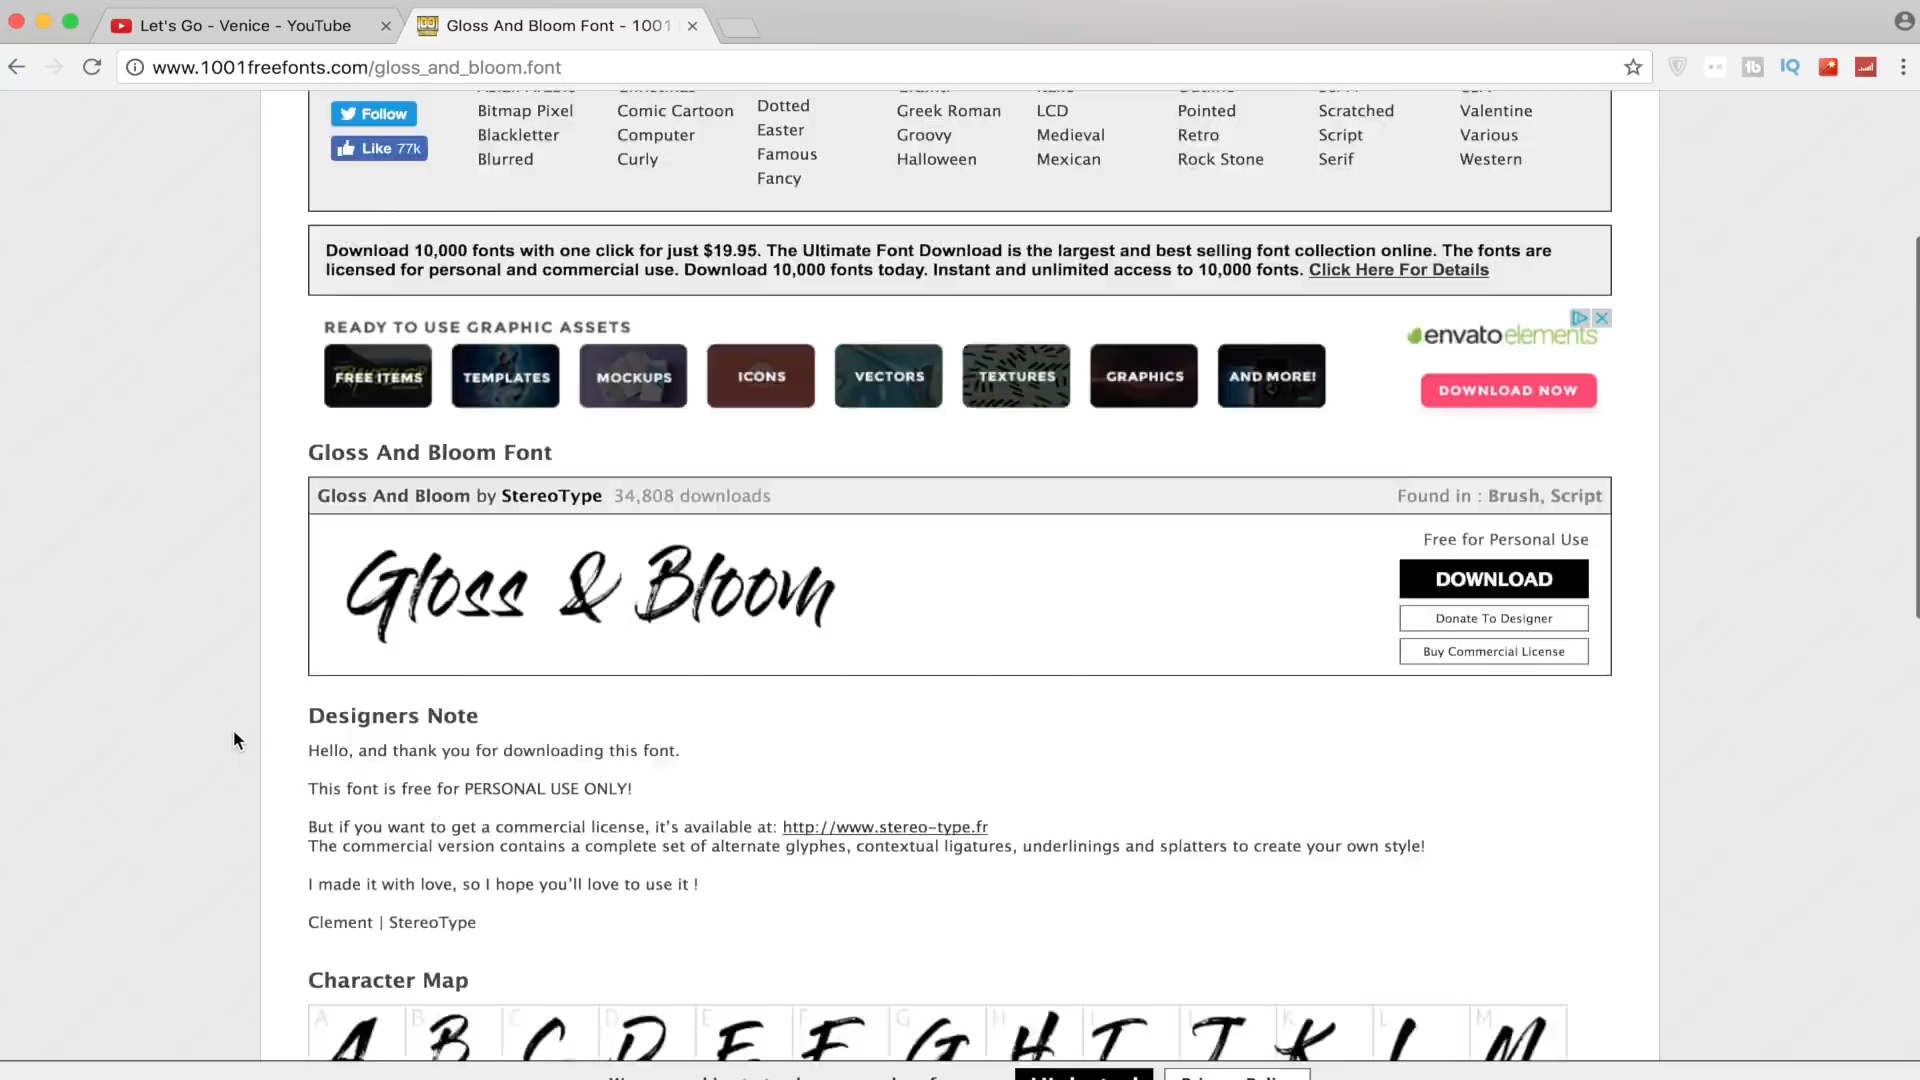 Let's Go - Venice - YouTube
Gloss And Bloom Font - 1001
www.1001freefonts.com/gloss_and_bloom.font
Follow
Like 77k
Bitmap Pixel
Blackletter
Blurred
Comic Cartoon
Computer
Curly
Dotted
Easter
Famous
Fancy
Greek Roman
Groovy
Halloween
LCD
Medieval
Mexican
Pointed
Retro
Rock Stone
Scratched
Script
Serif
Valentine
Various
Western
Download 10,000 fonts with one click for just $19.95. The Ultimate Font Download is the largest and best selling font collection online. The fonts are
licensed for personal and commercial use. Download 10,000 fonts today. Instant and unlimited access to 10,000 fonts. Click Here For Details
READY TO USE GRAPHIC ASSETS
envatoelements
FREE ITEMS TEMPLATES MOCKUPS ICONS VECTORS TEXTURES GRAPHICS AND MORE!
DOWNLOAD NOW
Gloss And Bloom Font
Gloss And Bloom by StereoType 34,808 downloads Found in : Brush, Script
Gloss & Bloom
Free for Personal Use
DOWNLOAD
Donate To Designer
Buy Commercial License
Designers Note
Hello, and thank you for downloading this font.
This font is free for PERSONAL USE ONLY!
But if you want to get a commercial license, it's available at: http://www.stereo-type.fr
The commercial version contains a complete set of alternate glyphes, contextual ligatures, underlinings and splatters to create your own style!
I made it with love, so I hope you'll love to use it !
Clement | StereoType
Character Map
A B C D E F G H I J K L M